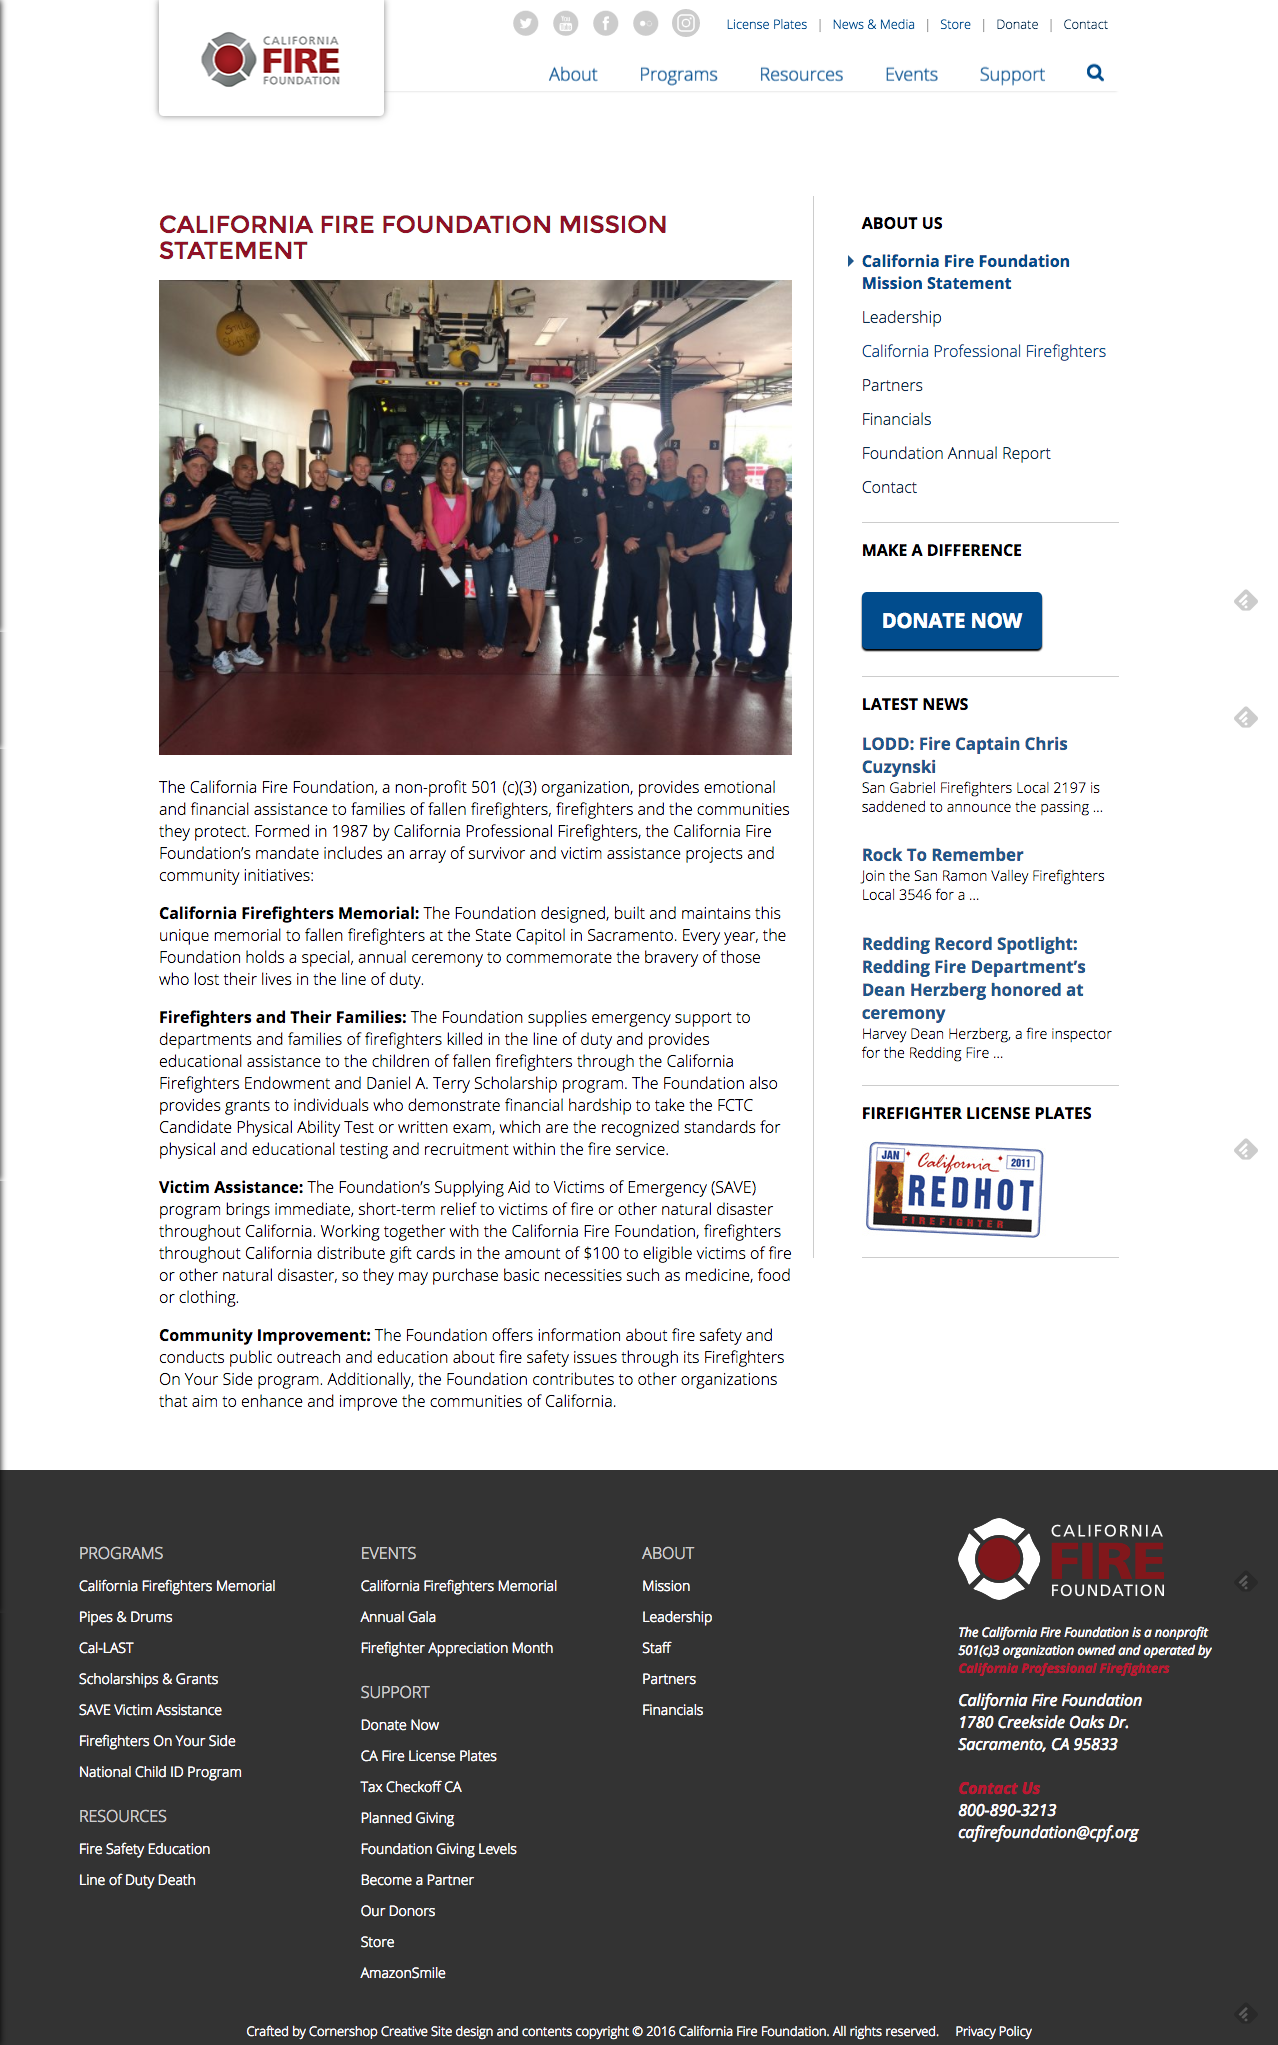 CALIFORNIA
FIRE
FOUNDATION
License Plates | News & Media | Store | Donate | Contact
About Programs Resources Events Support
CALIFORNIA FIRE FOUNDATION MISSION
STATEMENT
The California Fire Foundation, a non-profit 501 (c)(3) organization, provides emotional
and financial assistance to families of fallen firefighters, firefighters and the communities
they protect. Formed in 1987 by California Professional Firefighters, the California Fire
Foundation’s mandate includes an array of survivor and victim assistance projects and
community initiatives:
California Firefighters Memorial: The Foundation designed, built and maintains this
unique memorial to fallen firefighters at the State Capitol in Sacramento. Every year, the
Foundation holds a special, annual ceremony to commemorate the bravery of those
who lost their lives in the line of duty.
Firefighters and Their Families: The Foundation supplies emergency support to
departments and families of firefighters killed in the line of duty and provides
educational assistance to the children of fallen firefighters through the California
Firefighters Endowment and Daniel A. Terry Scholarship program. The Foundation also
provides grants to individuals who demonstrate financial hardship to take the FCTC
Candidate Physical Ability Test or written exam, which are the recognized standards for
physical and educational testing and recruitment within the fire service.
Victim Assistance: The Foundation’s Supplying Aid to Victims of Emergency (SAVE)
program brings immediate, short-term relief to victims of fire or other natural disaster
throughout California. Working together with the California Fire Foundation, firefighters
throughout California distribute gift cards in the amount of $100 to eligible victims of fire
or other natural disaster, so they may purchase basic necessities such as medicine, food
or clothing.
Community Improvement: The Foundation offers information about fire safety and
conducts public outreach and education about fire safety issues through its Firefighters
On Your Side program. Additionally, the Foundation contributes to other organizations
that aim to enhance and improve the communities of California.
ABOUT US
California Fire Foundation
Mission Statement
Leadership
California Professional Firefighters
Partners
Financials
Foundation Annual Report
Contact
MAKE A DIFFERENCE
DONATE NOW
LATEST NEWS
LODD: Fire Captain Chris
Cuzynski
San Gabriel Firefighters Local 2197 is
saddened to announce the passing ...
Rock To Remember
Join the San Ramon Valley Firefighters
Local 3546 for a ...
Redding Record Spotlight:
Redding Fire Department’s
Dean Herzberg honored at
ceremony
Harvey Dean Herzberg, a fire inspector
for the Redding Fire ...
FIREFIGHTER LICENSE PLATES
JAN California 2011
REDHOT
FIREFIGHTER
PROGRAMS
California Firefighters Memorial
Pipes & Drums
Cal-LAST
Scholarships & Grants
SAVE Victim Assistance
Firefighters On Your Side
National Child ID Program
RESOURCES
Fire Safety Education
Line of Duty Death
EVENTS
California Firefighters Memorial
Annual Gala
Firefighter Appreciation Month
SUPPORT
Donate Now
CA Fire License Plates
Tax Checkoff CA
Planned Giving
Foundation Giving Levels
Become a Partner
Our Donors
Store
AmazonSmile
ABOUT
Mission
Leadership
Staff
Partners
Financials
CALIFORNIA
FIRE
FOUNDATION
The California Fire Foundation is a nonprofit
501(c)3 organization owned and operated by
California Professional Firefighters
California Fire Foundation
1780 Creekside Oaks Dr.
Sacramento, CA 95833
Contact Us
800-890-3213
cafirefoundation@cpf.org
Crafted by Cornershop Creative Site design and contents copyright © 2016 California Fire Foundation. All rights reserved. Privacy Policy